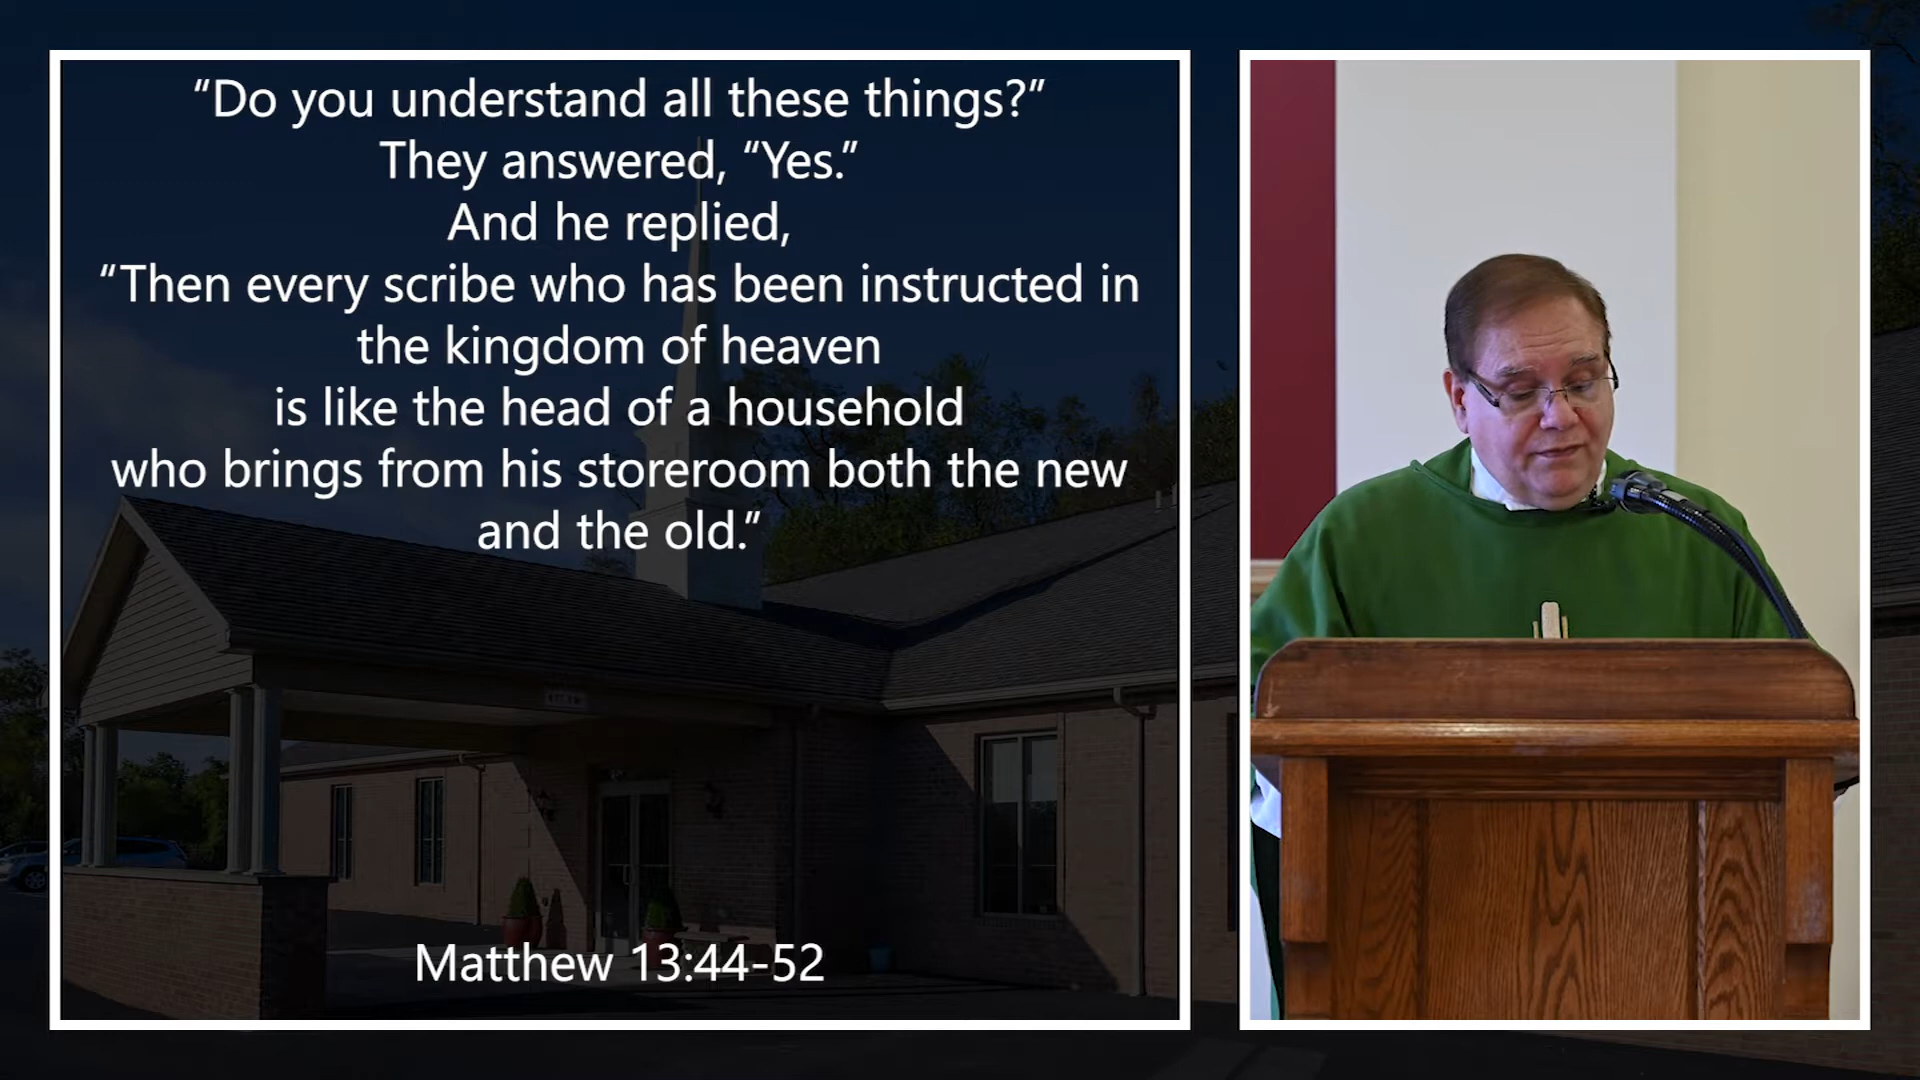 “Do you understand all these things?”
They answered, “Yes.”
And he replied,
“Then every scribe who has been instructed in
the kingdom of heaven
is like the head of a household
who brings from his storeroom both the new
and the old.”
Matthew 13:44-52